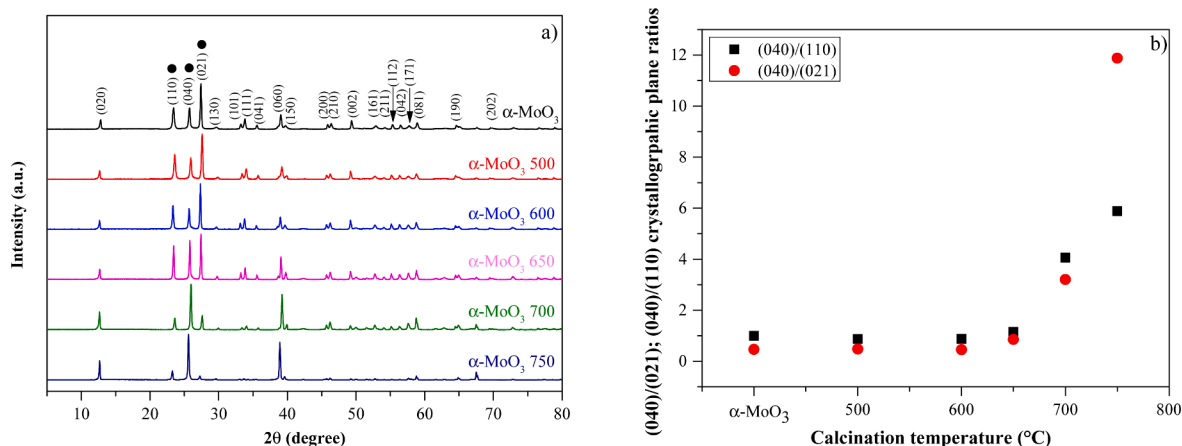 a)
(020)
(110)
(040)
(021)
(130)
(101)
(111)
(041)
(060)
(150)
(200)
(210)
(002)
(161)
(211)
(112)
(042)
(171)
(081)
(190)
(202)
α-MoO₃
α-MoO₃ 500
α-MoO₃ 600
α-MoO₃ 650
α-MoO₃ 700
α-MoO₃ 750
Intensity (a.u.)
10 20 30 40 50 60 70 80
2θ (degree)
b)
(040)/(110)
(040)/(021)
(040)/(021); (040)/(110) crystallogrpahic plane ratios
12
10
8
6
4
2
0
α-MoO₃ 500 600 700 800
Calcination temperature (°C)